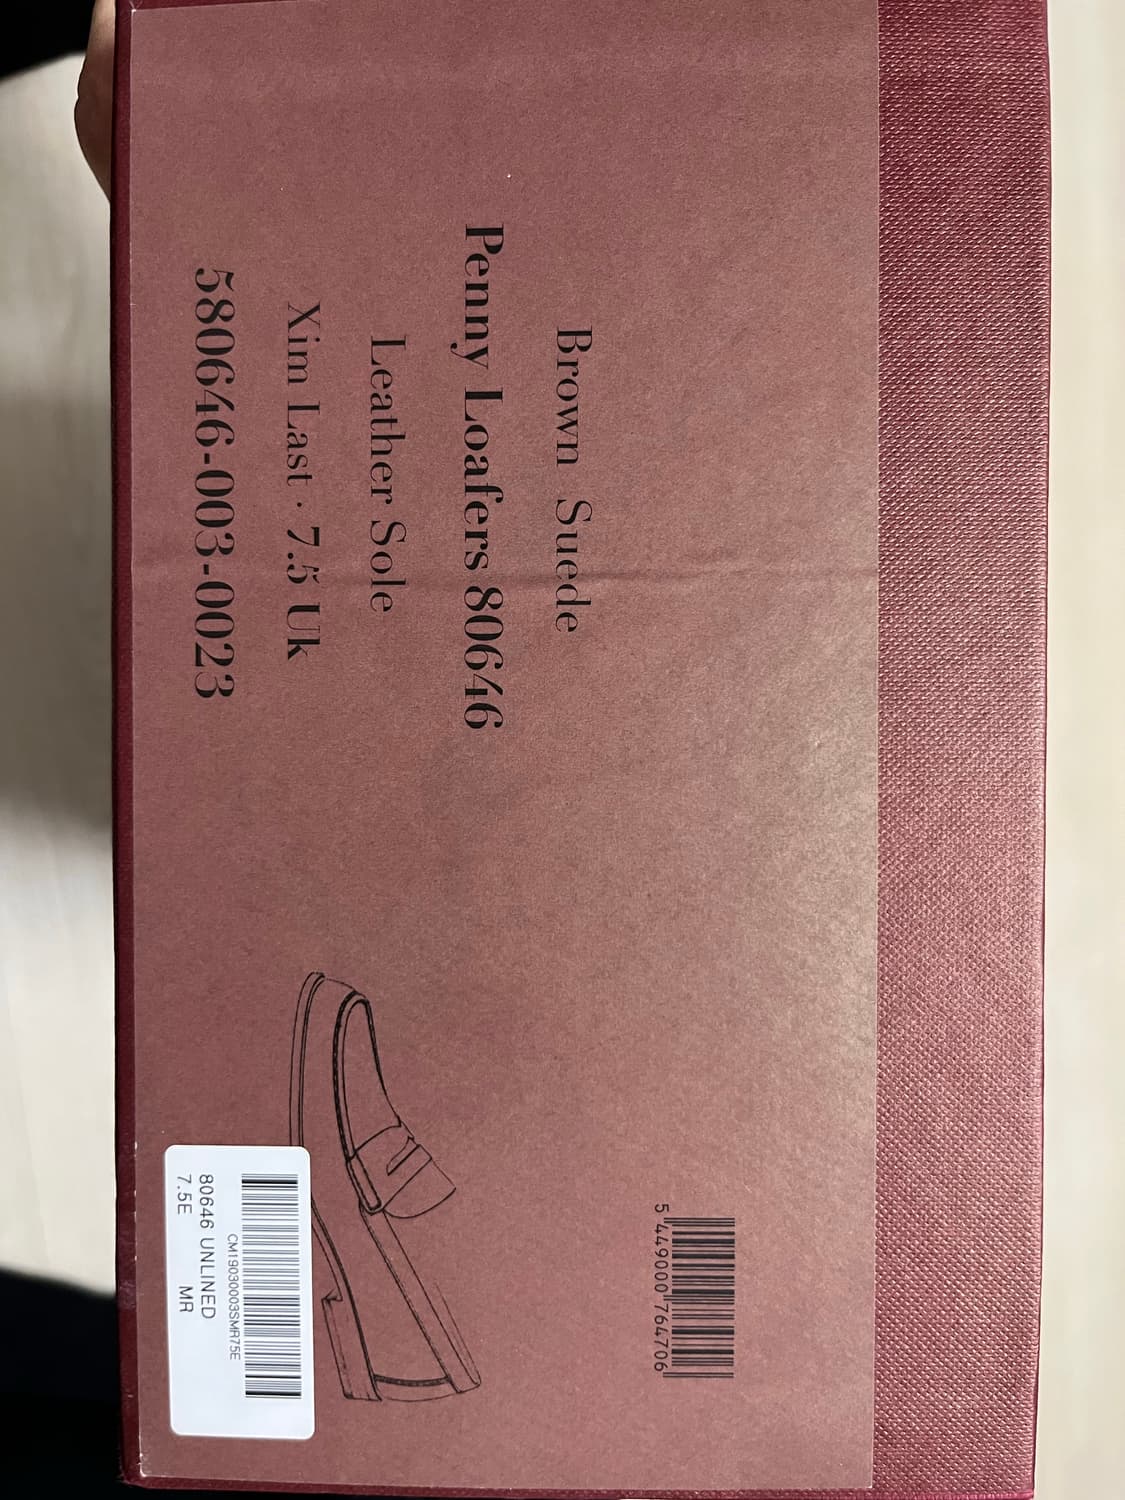 Brown Suede
Penny Loafers 80646
Leather Sole
Xim Last · 7.5 Uk
580646-003-0023
5 449000 764706
CM19030003SMR75E
80646 UNLINED
7.5E MR